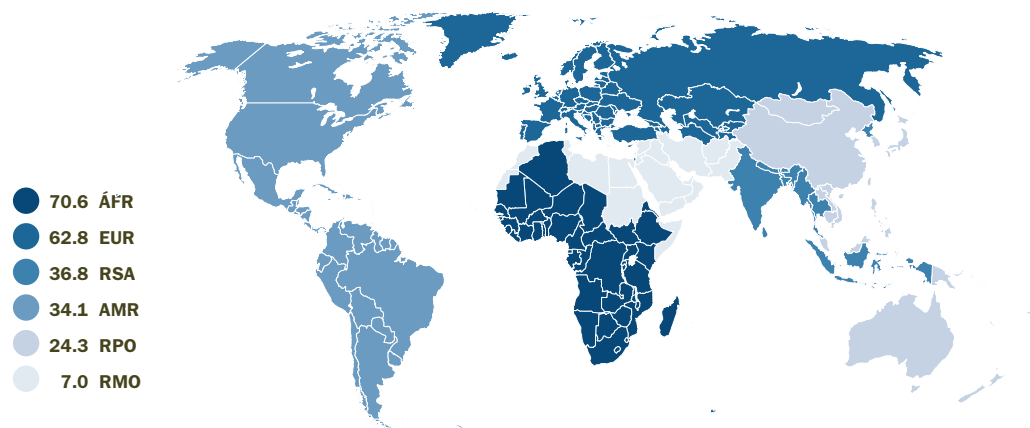 70.6 ÁFR
62.8 EUR
36.8 RSA
34.1 AMR
24.3 RPO
7.0 RMO